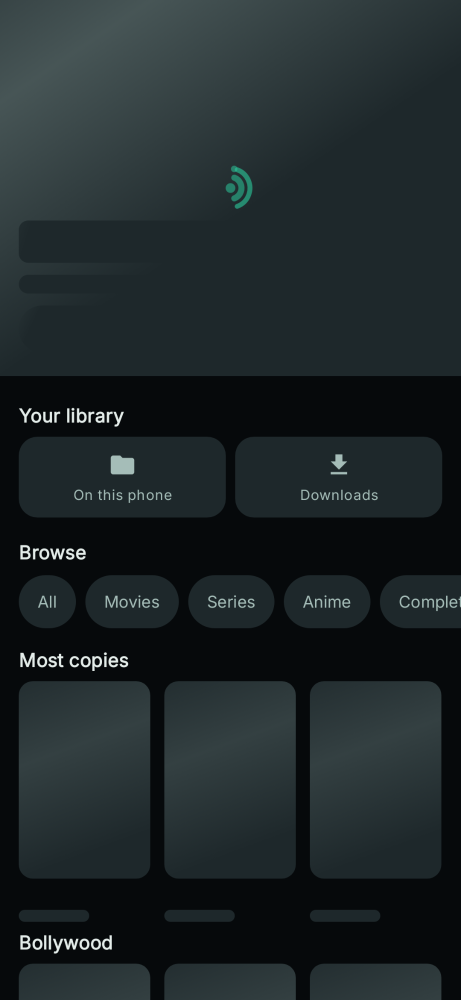 Your library
On this phone
Downloads
Browse
All
Movies
Series
Anime
Complet
Most copies
Bollywood